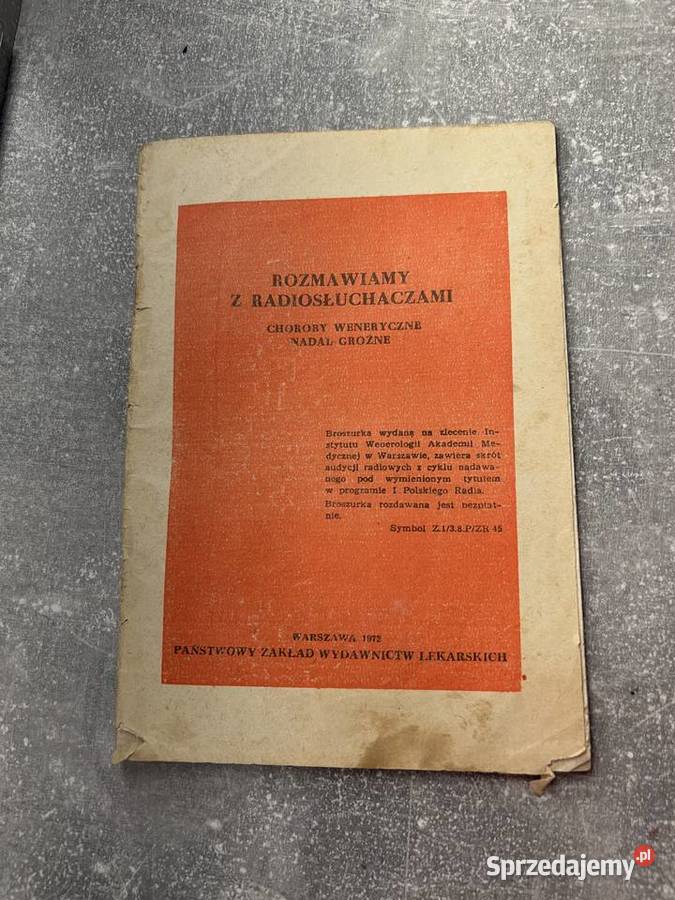 ROZMAWIAMY
Z RADIOSŁUCHACZAMI
CHOROBY WENERYCZNE
NADAL GROŹNE
Broszurka wydana na zlecenie In-
stytutu Wenerologii Akademii Me-
dycznej w Warszawie, zawiera skrót
audycji radiowych z cyklu nadawa-
nego pod wymienionym tytułem
w programie I Polskiego Radia.
Broszurka rozdawana jest bezpłat-
nie.
Symbol Z.1/3.8.P/ZR 45
WARSZAWA 1972
PAŃSTWOWY ZAKŁAD WYDAWNICTW LEKARSKICH
Sprzedajemy.pl